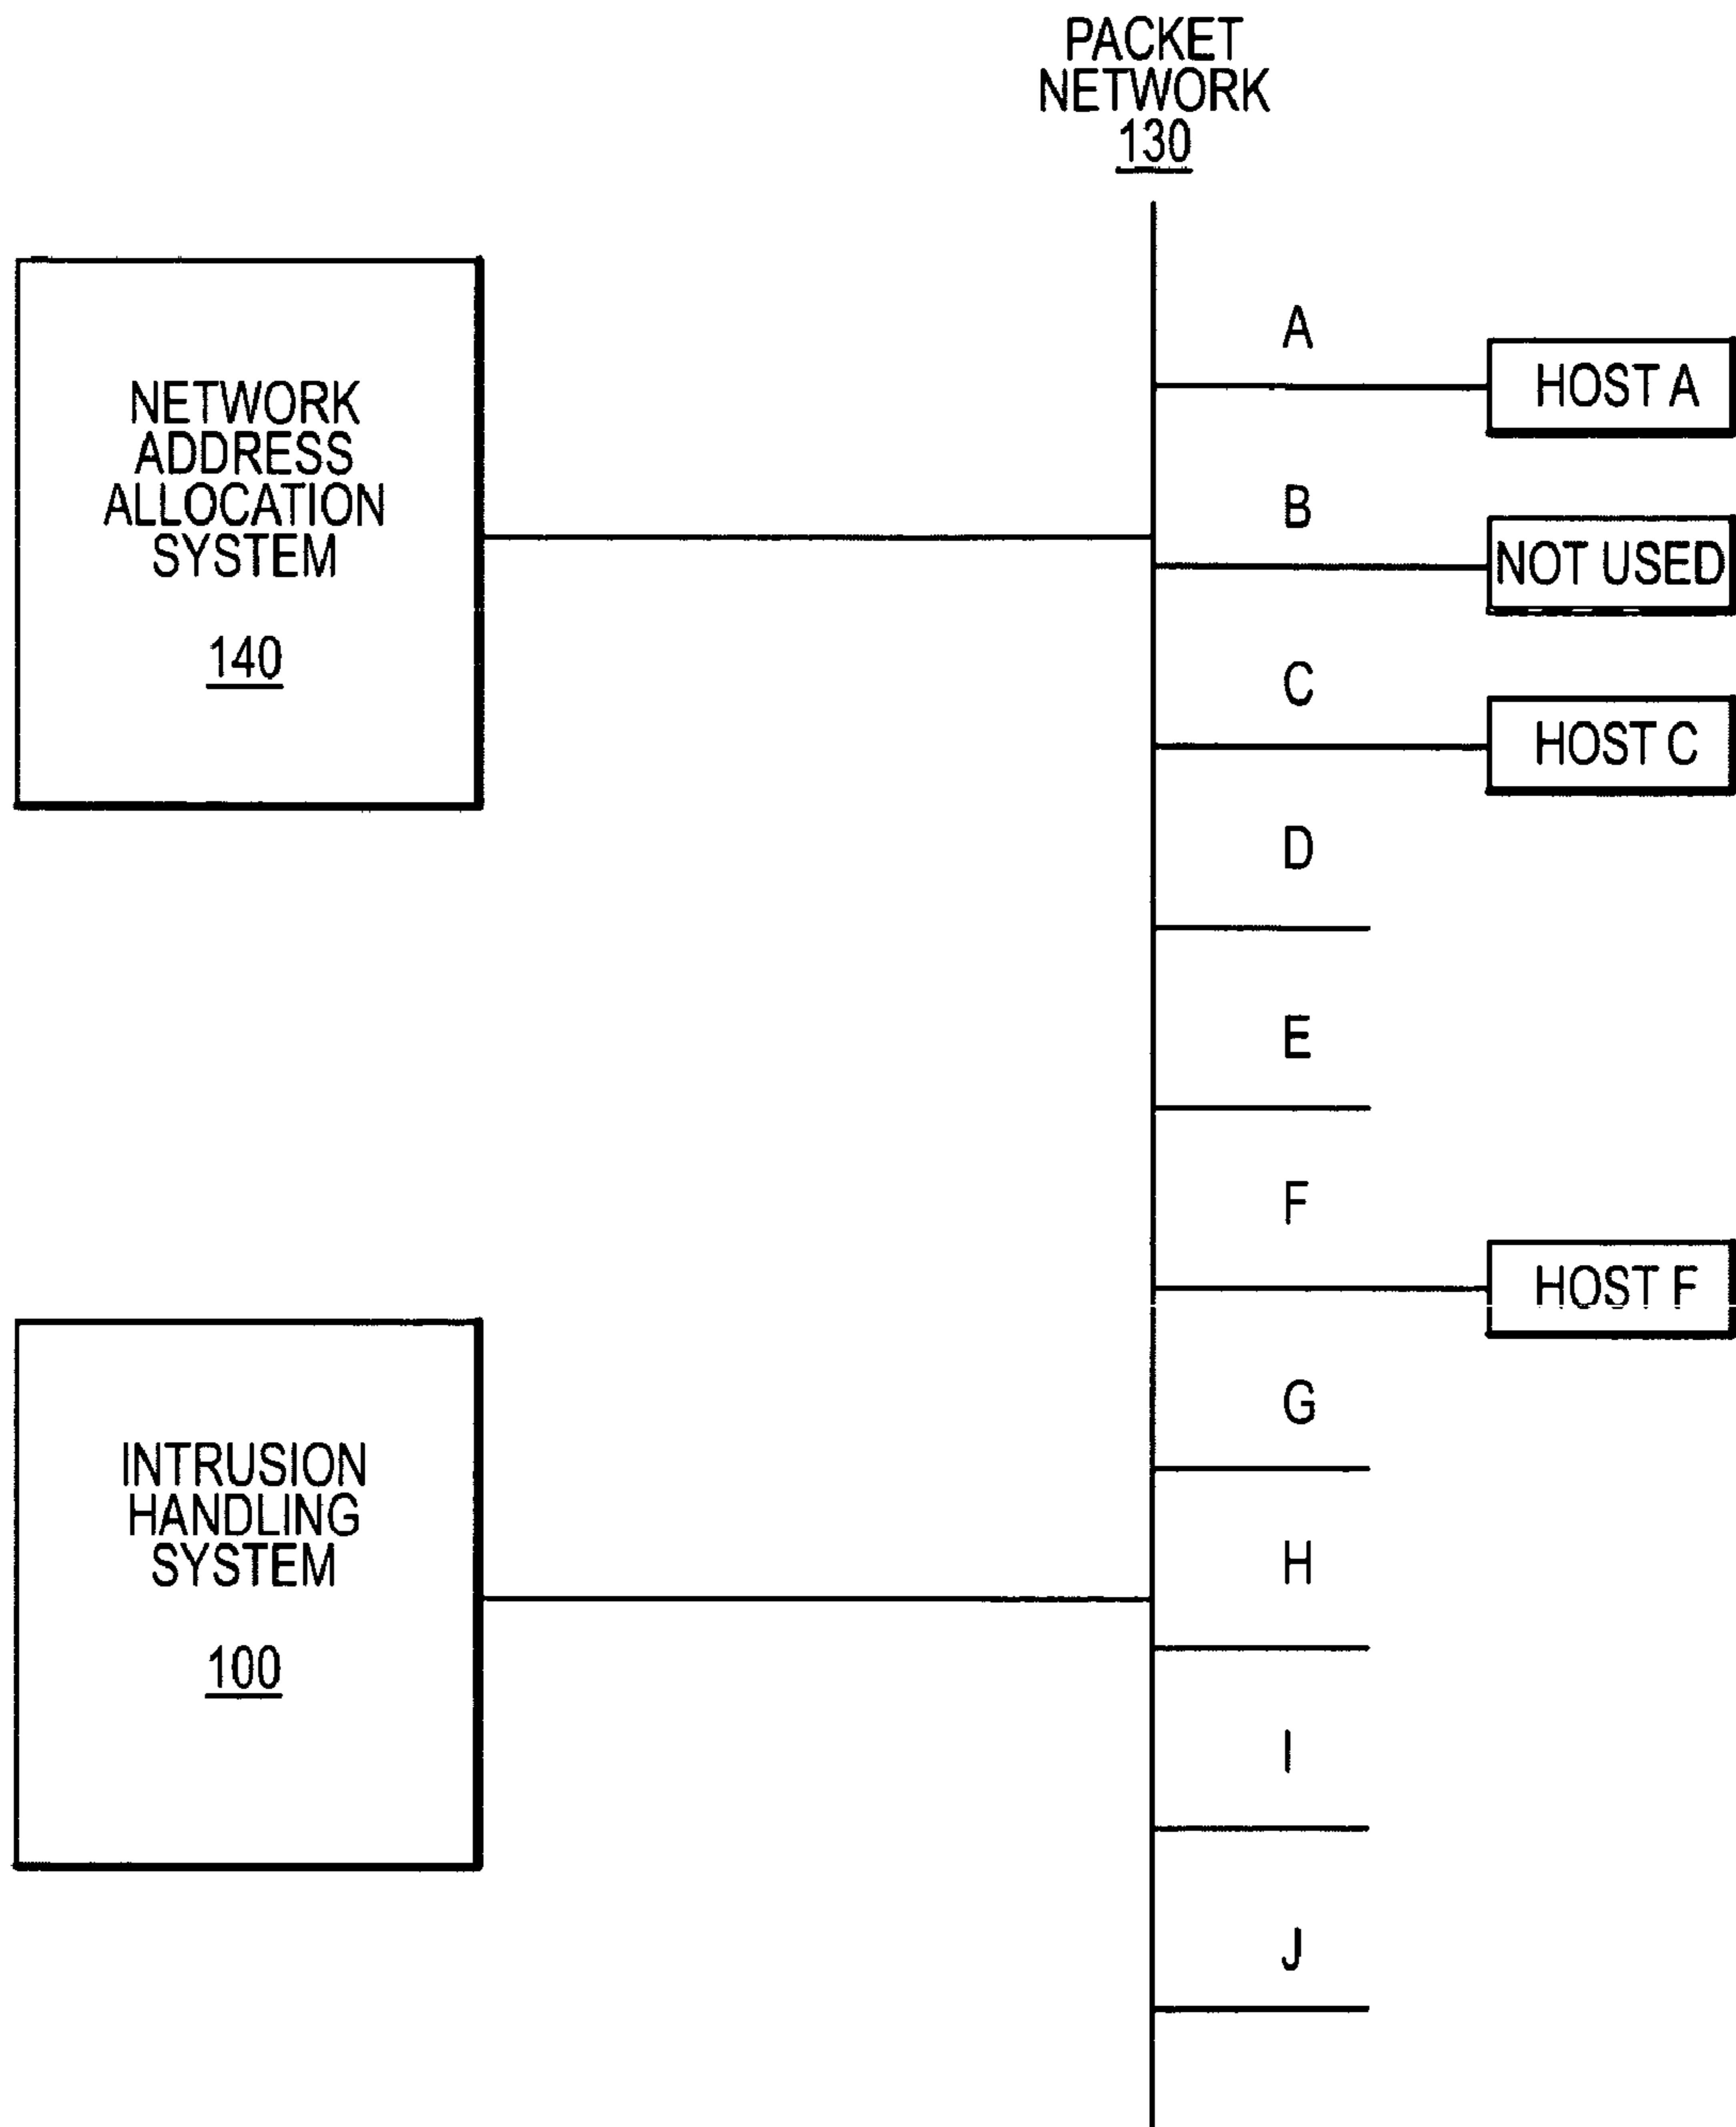 PACKET
NETWORK
130
NETWORK
ADDRESS
ALLOCATION
SYSTEM
140
A
HOST A
B
NOT USED
C
HOST C
D
E
F
HOST F
INTRUSION
HANDLING
SYSTEM
100
G
H
I
J